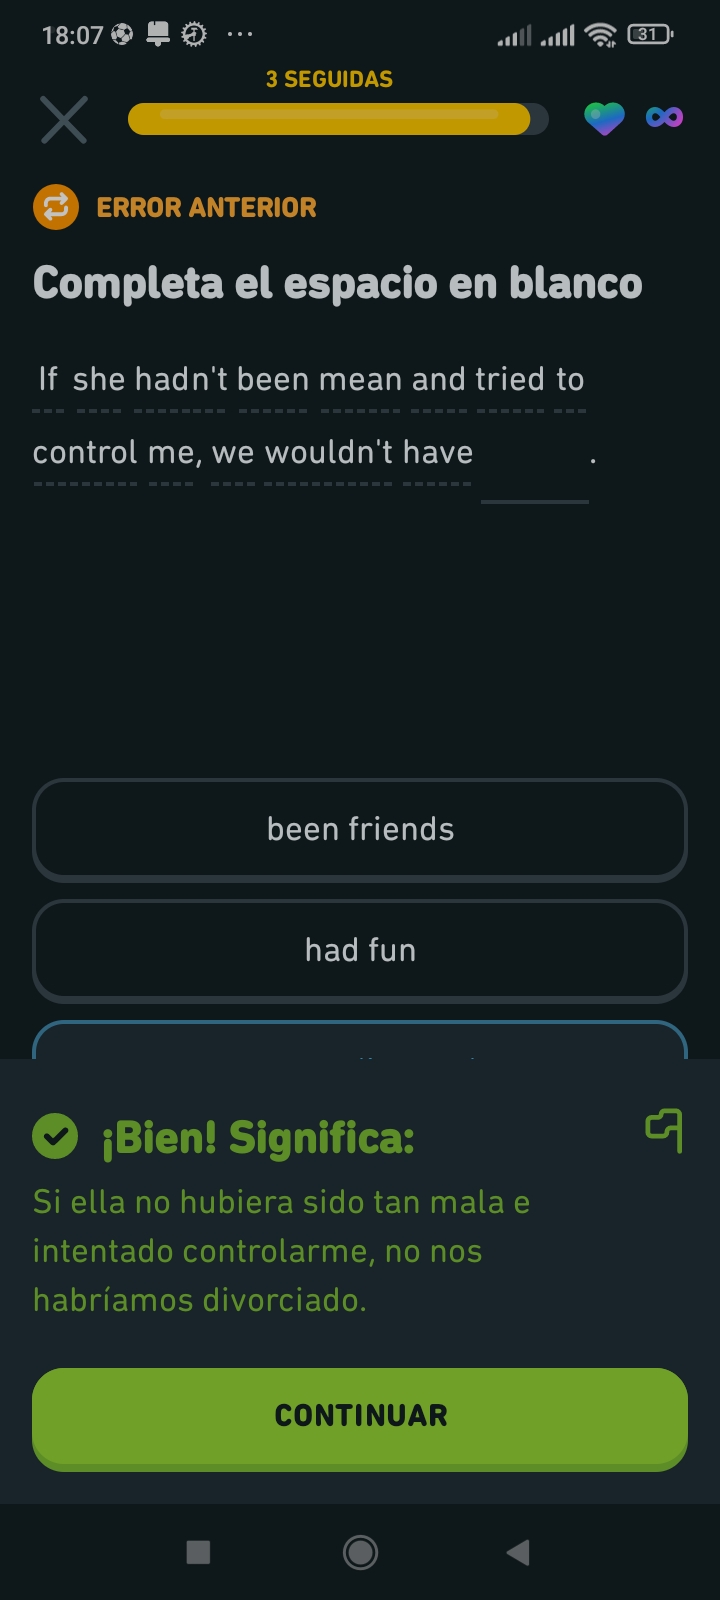 18:07
31
3 SEGUIDAS
ERROR ANTERIOR
Completa el espacio en blanco
If she hadn't been mean and tried to
control me, we wouldn't have .
been friends
had fun
¡Bien! Significa:
Si ella no hubiera sido tan mala e
intentado controlarme, no nos
habríamos divorciado.
CONTINUAR